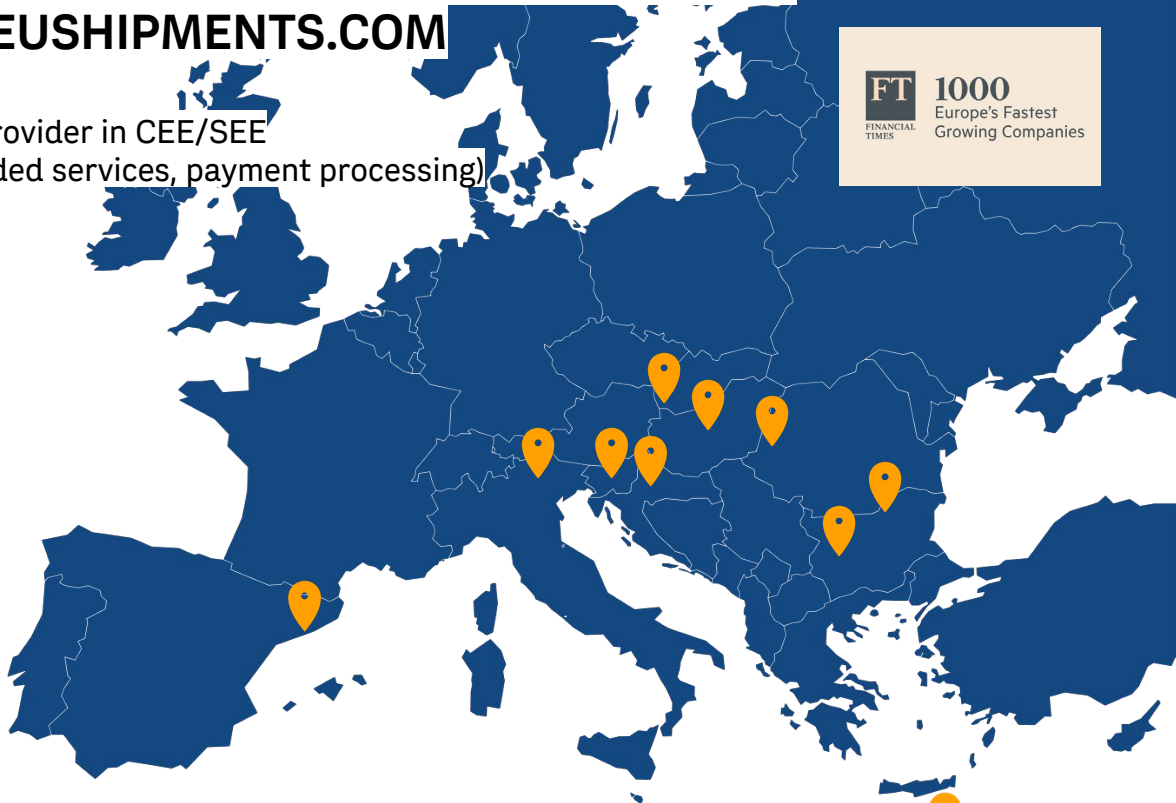 EUSHIPMENTS.COM
rovider in CEE/SEE
ded services, payment processing)
FT
FINANCIAL
TIMES
1000
Europe's Fastest
Growing Companies